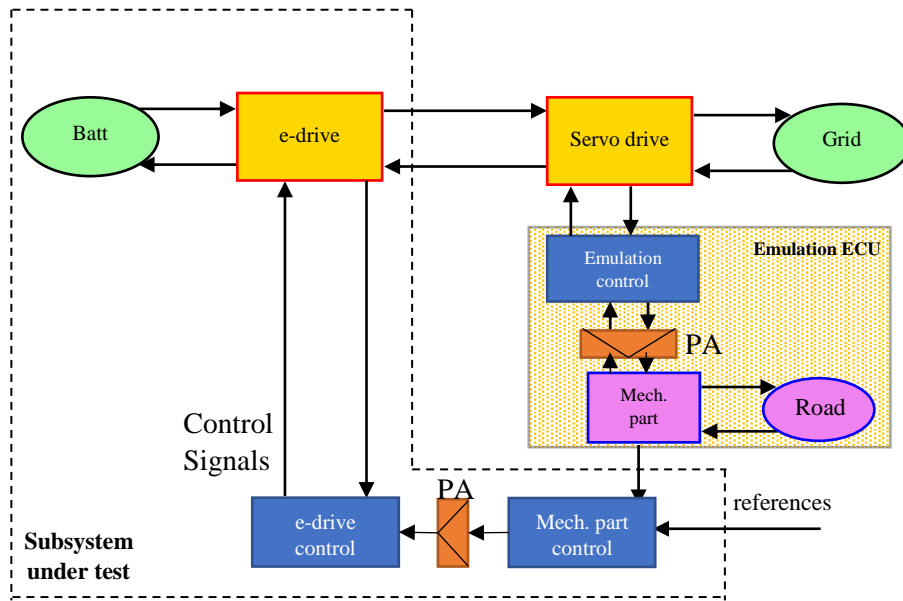 Batt
e-drive
Servo drive
Grid
Emulation ECU
Emulation
control
PA
Mech.
part
Road
Control
Signals
PA
references
e-drive
control
Mech. part
control
Subsystem
under test